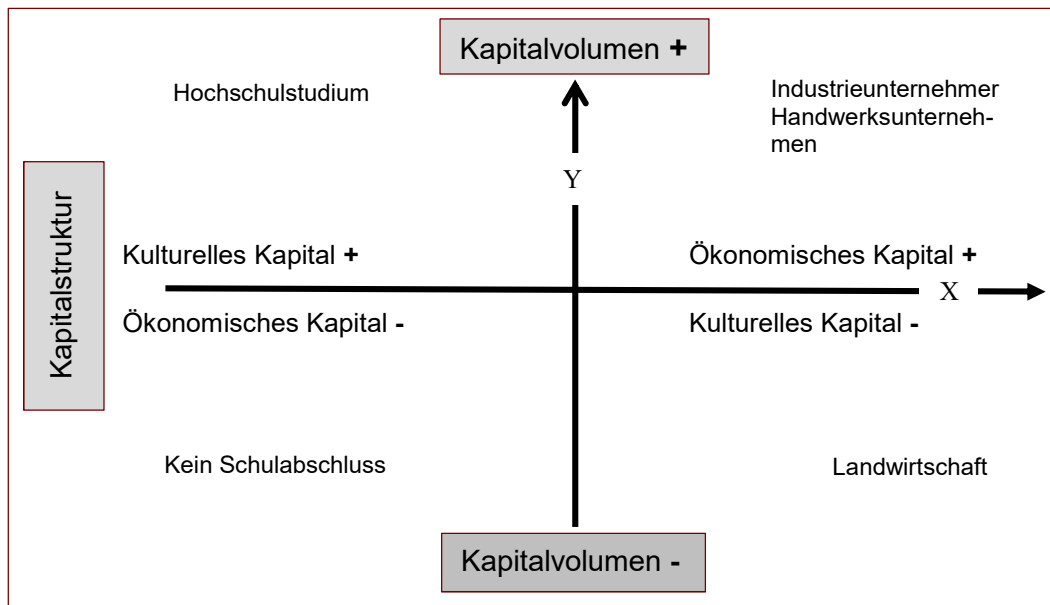 Kapitalvolumen +
Hochschulstudium
Industrieunternehmer
Handwerksunterneh-
men
Y
Kapitalstruktur
Kulturelles Kapital +
Ökonomisches Kapital +
X
Ökonomisches Kapital -
Kulturelles Kapital -
Kein Schulabschluss
Landwirtschaft
Kapitalvolumen -